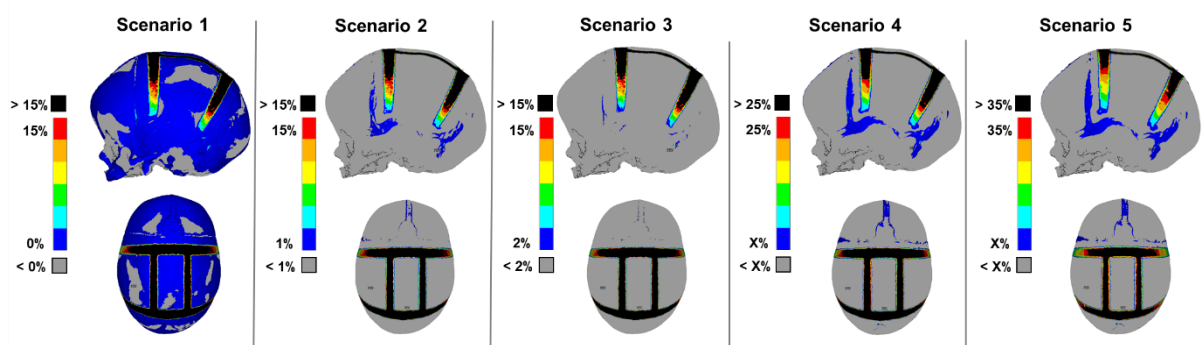 Scenario 1
> 15%
15%
0%
< 0%
Scenario 2
> 15%
15%
1%
< 1%
Scenario 3
> 15%
15%
2%
< 2%
Scenario 4
> 25%
25%
X%
< X%
Scenario 5
> 35%
35%
X%
< X%